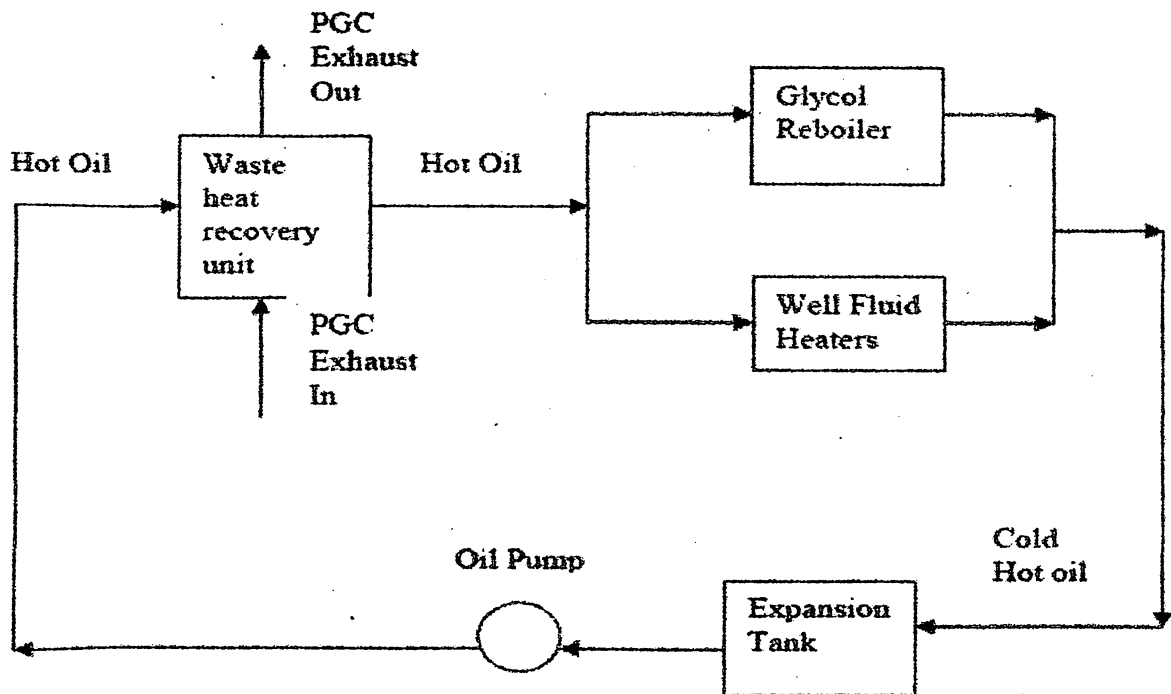 PGC
Exhaust
Out
Hot Oil
Waste
heat
recovery
unit
Hot Oil
Glycol
Reboiler
PGC
Exhaust
In
Well Fluid
Heaters
Cold
Hot oil
Oil Pump
Expansion
Tank